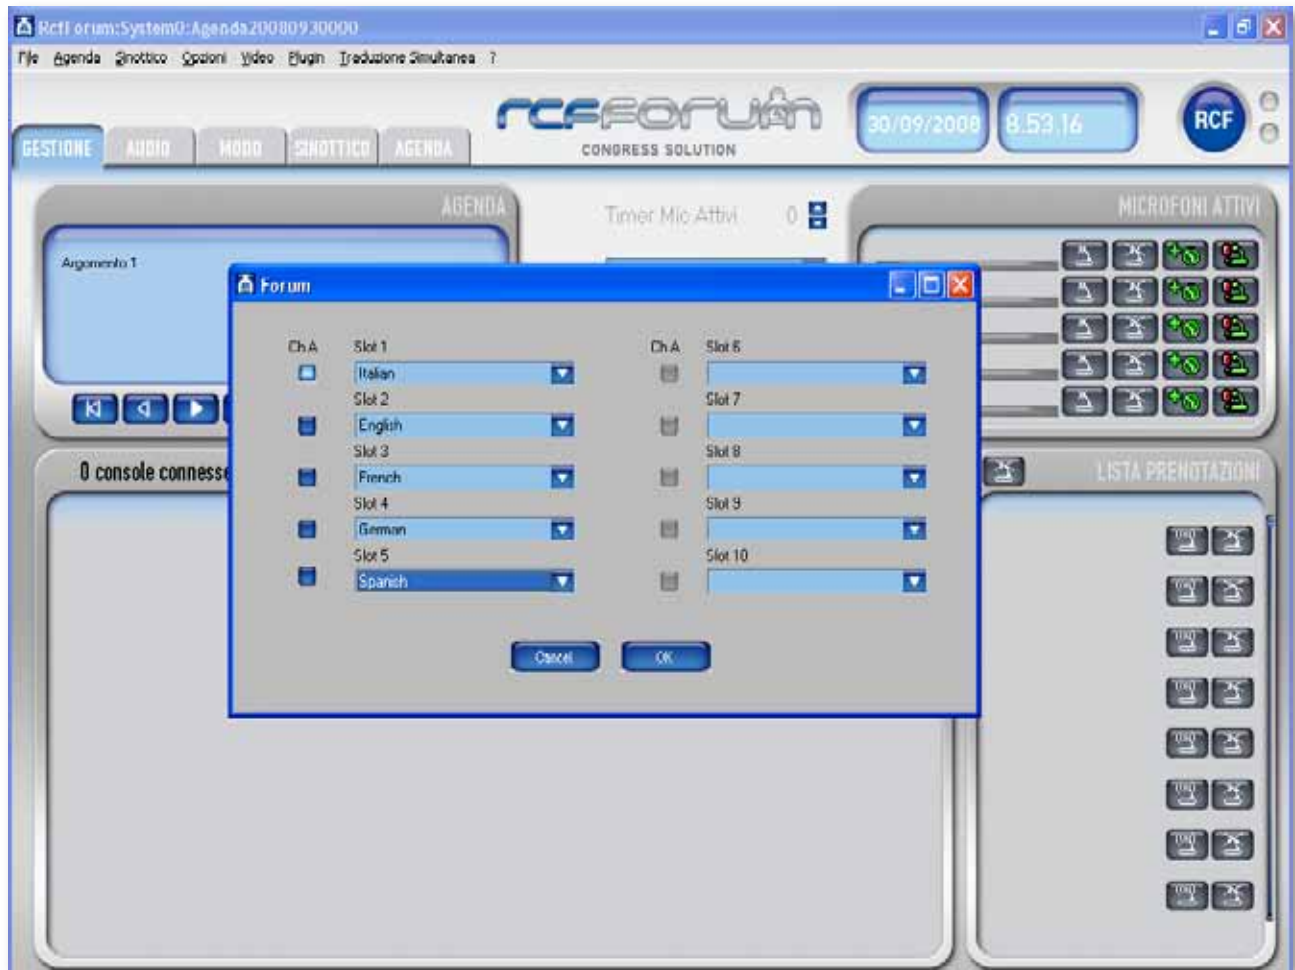 RcfForum:System0:Agenda20080930000
File Agenda Sinottico Opzioni Video Plugin Traduzione Simultanea ?
RCFFORUM
CONGRESS SOLUTION
30/09/2008
8.53.16
RCF
GESTIONE
AUDIO
MODO
SINOTTICO
AGENDA
AGENDA
Argomento 1
Timer Mic Attivi 0
MICROFONI ATTIVI
Forum
Ch.A Slot 1
Italian
Slot 2
English
Slot 3
French
Slot 4
German
Slot 5
Spanish
Ch.A Slot 6
Slot 7
Slot 8
Slot 9
Slot 10
Cancel
OK
0 console connesse
LISTA PRENOTAZIONI